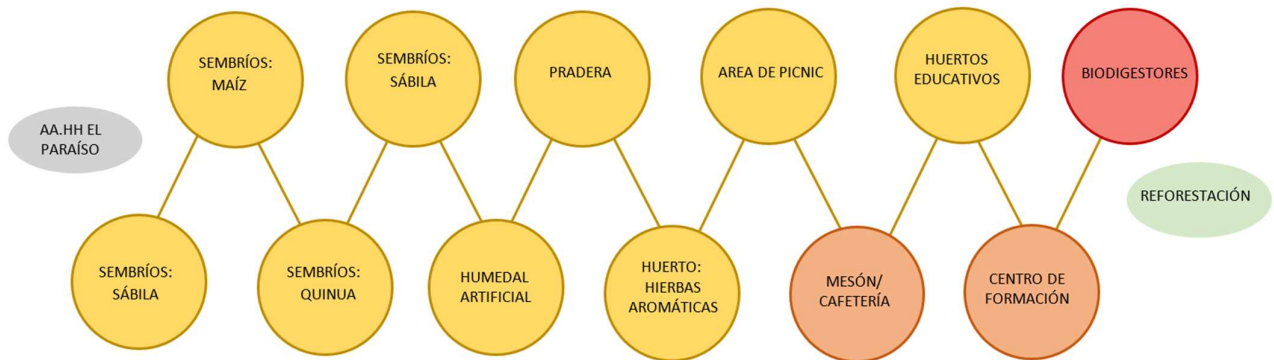 SEMBRÍOS:
MAÍZ
SEMBRÍOS:
SÁBILA
PRADERA
AREA DE PICNIC
HUERTOS
EDUCATIVOS
BIODIGESTORES
AA.HH EL
PARAÍSO
REFORESTACIÓN
SEMBRÍOS:
SÁBILA
SEMBRÍOS:
QUINUA
HUMEDAL
ARTIFICIAL
HUERTO:
HIERBAS
AROMÁTICAS
MESÓN/
CAFETERÍA
CENTRO DE
FORMACIÓN